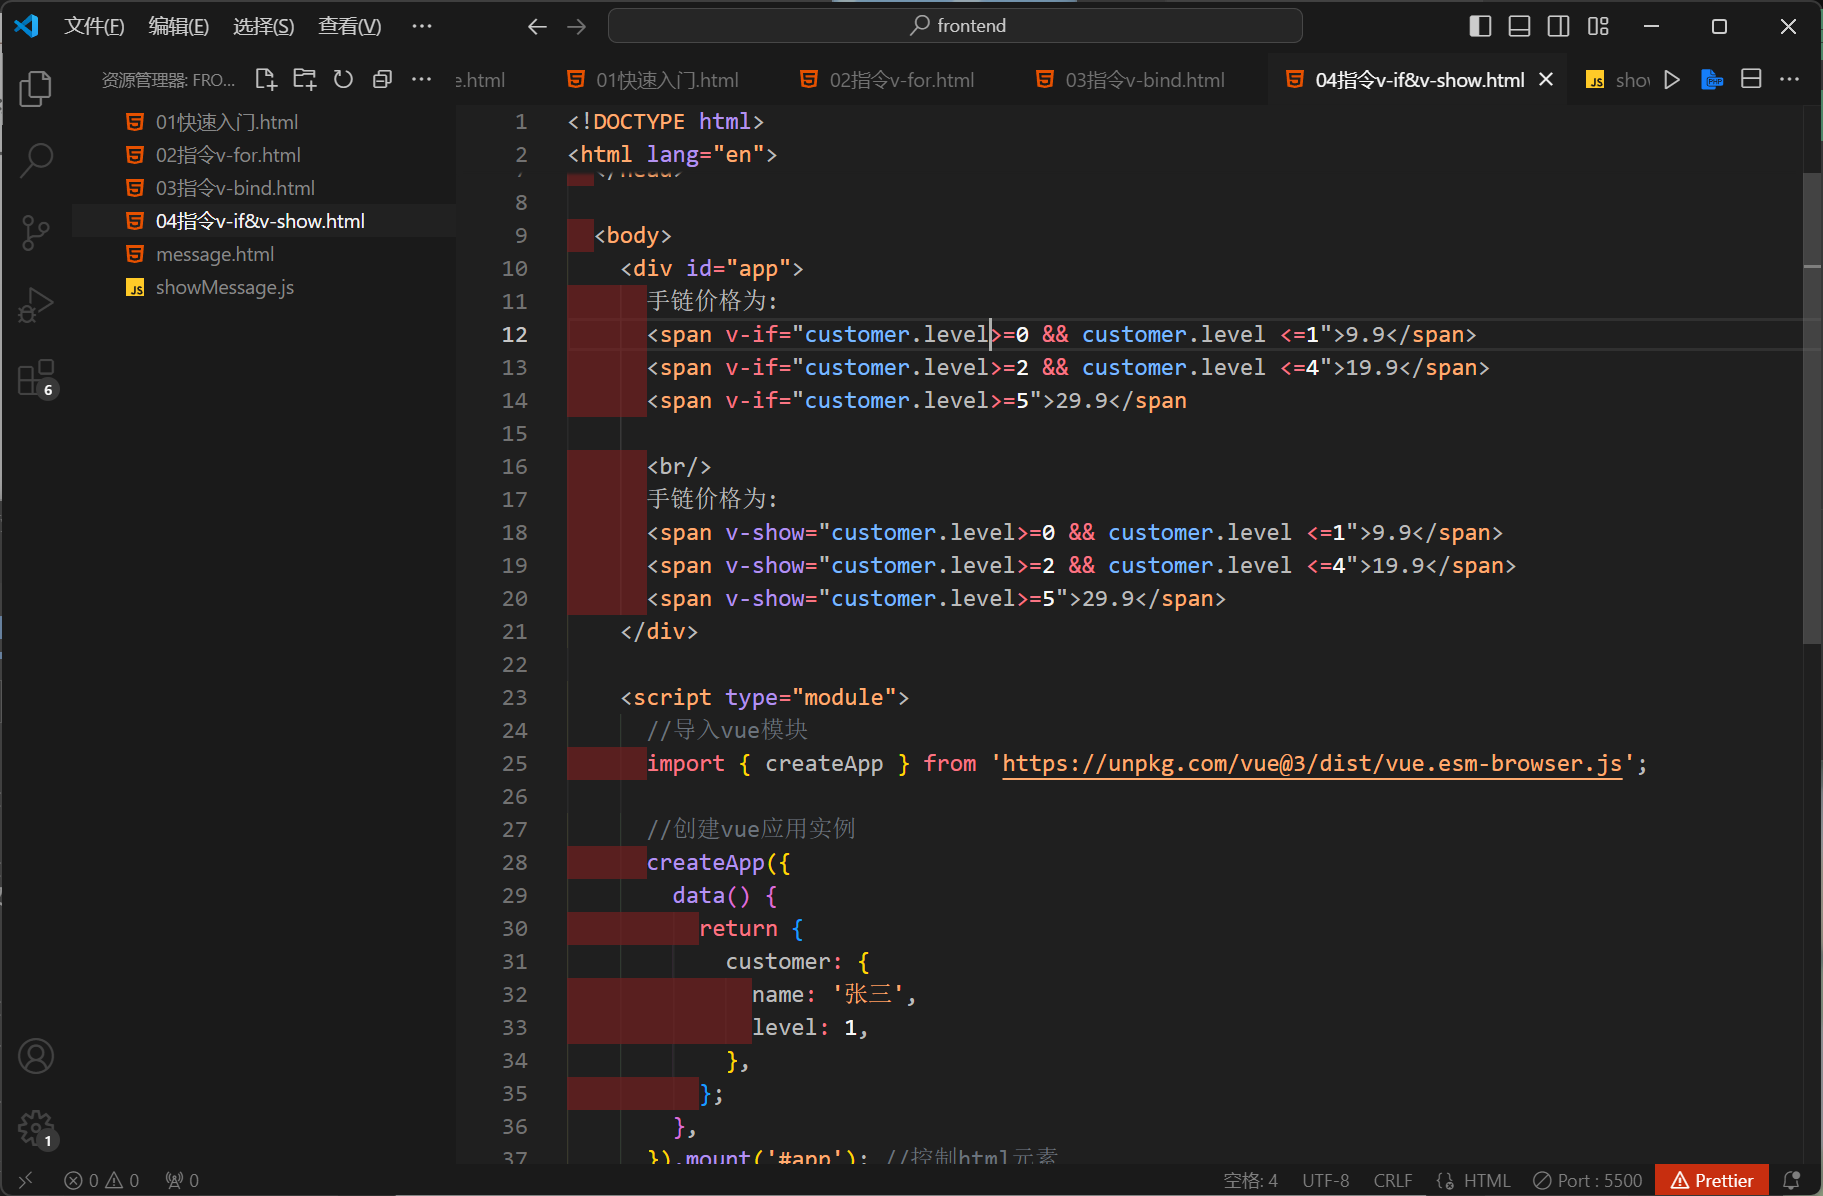 文件(F) 编辑(E) 选择(S) 查看(V) ··· frontend
资源管理器: FRO... ··· e.html 01快速入门.html 02指令v-for.html 03指令v-bind.html 04指令v-if&v-show.html JS shov PHP ···
01快速入门.html
02指令v-for.html
03指令v-bind.html
04指令v-if&v-show.html
message.html
JS showMessage.js
6
1
1 <!DOCTYPE html>
2 <html lang="en">
7 </head>
8
9 <body>
10 <div id="app">
11 手链价格为:
12 <span v-if="customer.level>=0 && customer.level <=1">9.9</span>
13 <span v-if="customer.level>=2 && customer.level <=4">19.9</span>
14 <span v-if="customer.level>=5">29.9</span
15
16 <br/>
17 手链价格为:
18 <span v-show="customer.level>=0 && customer.level <=1">9.9</span>
19 <span v-show="customer.level>=2 && customer.level <=4">19.9</span>
20 <span v-show="customer.level>=5">29.9</span>
21 </div>
22
23 <script type="module">
24 //导入vue模块
25 import { createApp } from 'https://unpkg.com/vue@3/dist/vue.esm-browser.js';
26
27 //创建vue应用实例
28 createApp({
29 data() {
30 return {
31 customer: {
32 name: '张三',
33 level: 1,
34 },
35 };
36 },
37 }).mount('#app'); //控制html元素
0 0 0 空格: 4 UTF-8 CRLF HTML Port : 5500 Prettier